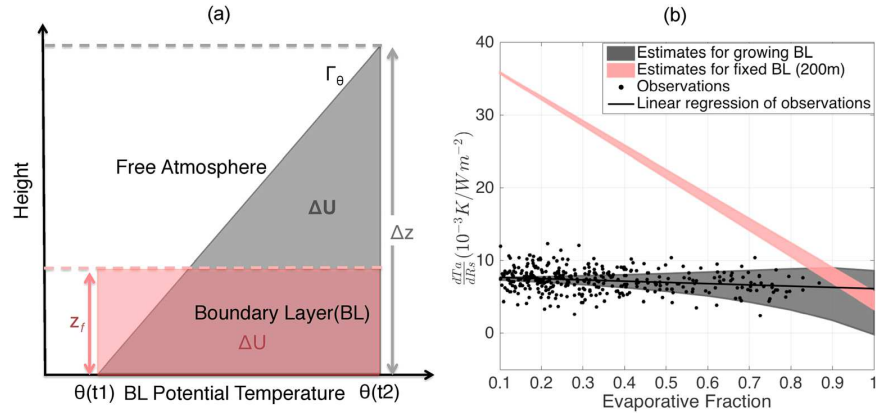 (a)
Γθ
Free Atmosphere
Height
ΔU
Δz
zf
Boundary Layer(BL)
ΔU
θ(t1) BL Potential Temperature θ(t2)
(b)
40
30
20
10
0
dTa/dRs (10⁻³K/Wm⁻²)
Estimates for growing BL
Estimates for fixed BL (200m)
Observations
Linear regression of observations
0.1 0.2 0.3 0.4 0.5 0.6 0.7 0.8 0.9 1
Evaporative Fraction